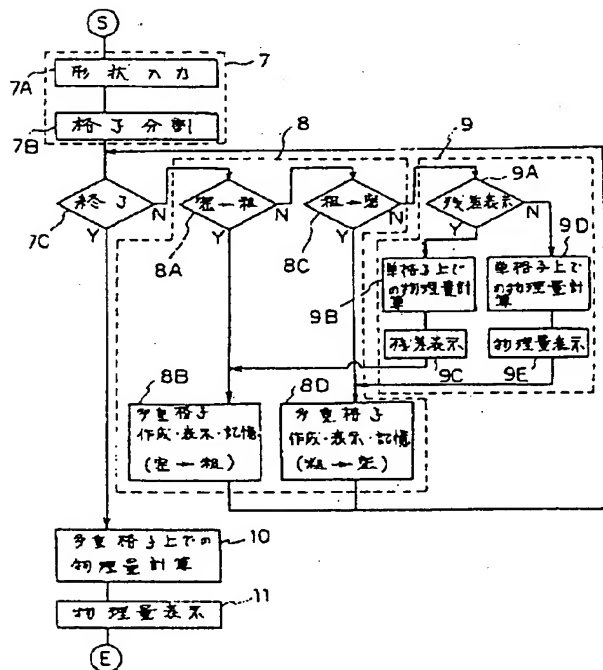 S
7
7A
形状入力
7B
格子分割
8
9
7C
終了
N
Y
8A
密←粗
N
Y
8C
粗←密
N
Y
9A
残差表示
N
Y
9B
単格子上で
の物理量計
算
9D
単格子上で
の物理量計
算
9C
残差表示
9E
物理量表示
8B
多重格子
作成・表示・記憶
(密←粗)
8D
多重格子
作成・表示・記憶
(粗←密)
10
多重格子上での
物理量計算
11
物理量表示
E